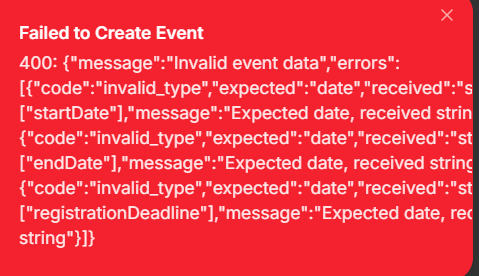 Failed to Create Event
400: {"message":"Invalid event data","errors":
[{"code":"invalid_type","expected":"date","received":"s
["startDate"],"message":"Expected date, received strin
{"code":"invalid_type","expected":"date","received":"st
["endDate"],"message":"Expected date, received string
{"code":"invalid_type","expected":"date","received":"st
["registrationDeadline"],"message":"Expected date, rec
string"}]}